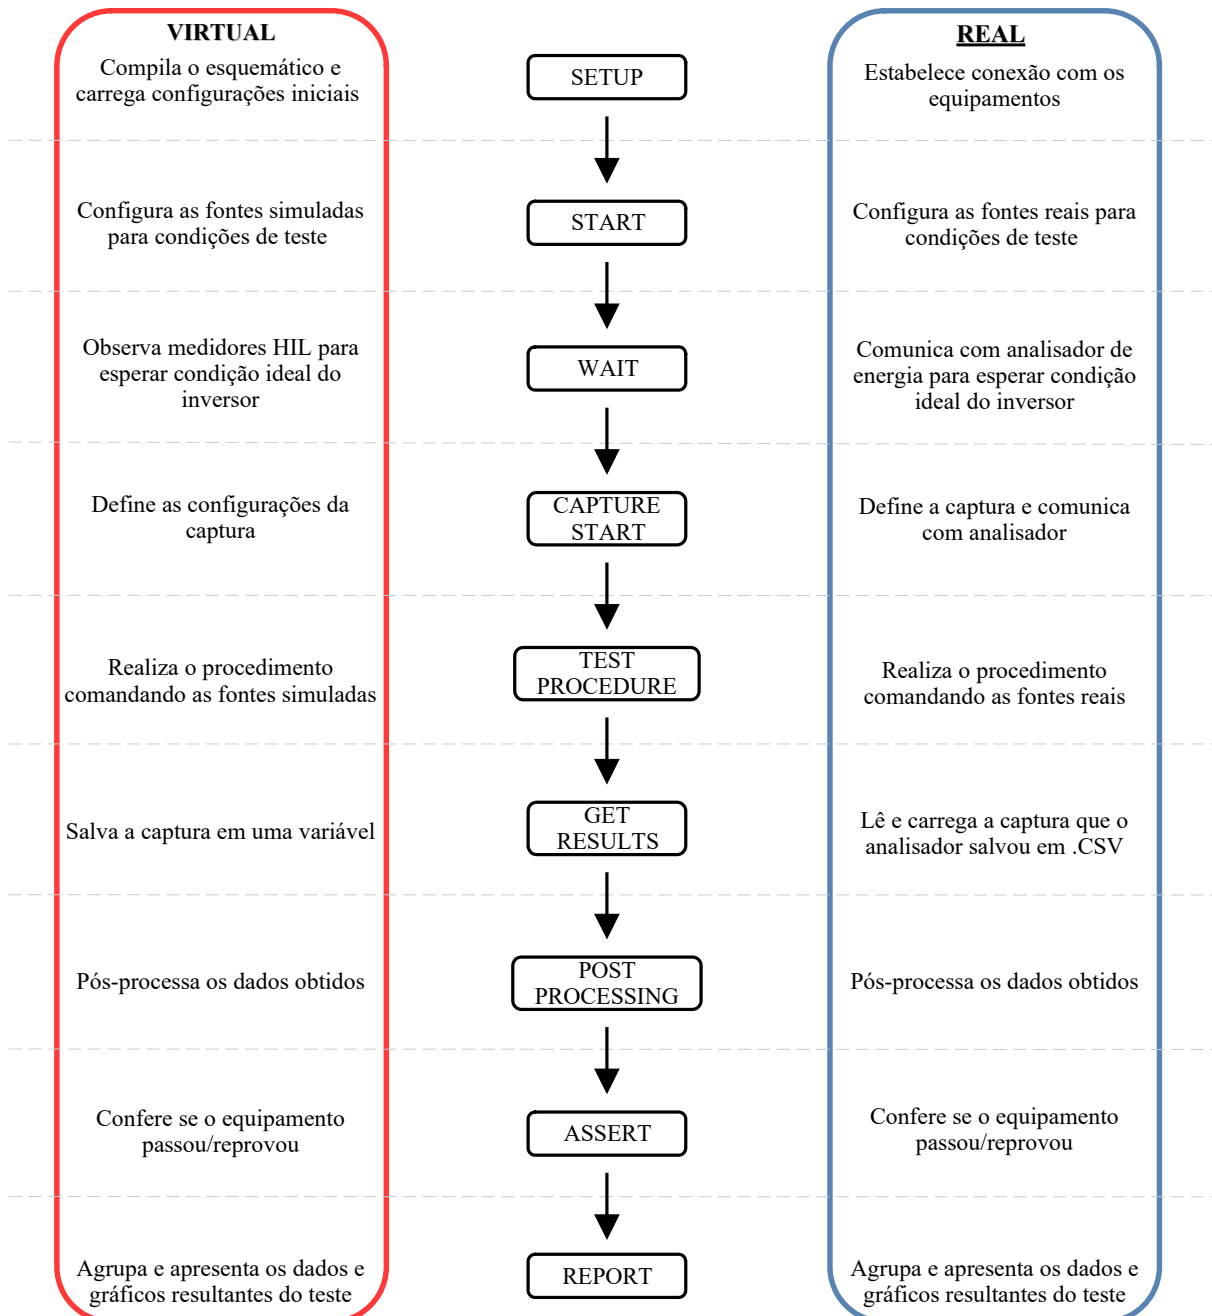 VIRTUAL
Compila o esquemático e
carrega configurações iniciais
SETUP
REAL
Estabelece conexão com os
equipamentos
Configura as fontes simuladas
para condições de teste
START
Configura as fontes reais para
condições de teste
Observa medidores HIL para
esperar condição ideal do
inversor
WAIT
Comunica com analisador de
energia para esperar condição
ideal do inversor
Define as configurações da
captura
CAPTURE
START
Define a captura e comunica
com analisador
Realiza o procedimento
comandando as fontes simuladas
TEST
PROCEDURE
Realiza o procedimento
comandando as fontes reais
Salva a captura em uma variável
GET
RESULTS
Lê e carrega a captura que o
analisador salvou em .CSV
Pós-processa os dados obtidos
POST
PROCESSING
Pós-processa os dados obtidos
Confere se o equipamento
passou/reprovou
ASSERT
Confere se o equipamento
passou/reprovou
Agrupa e apresenta os dados e
gráficos resultantes do teste
REPORT
Agrupa e apresenta os dados e
gráficos resultantes do teste